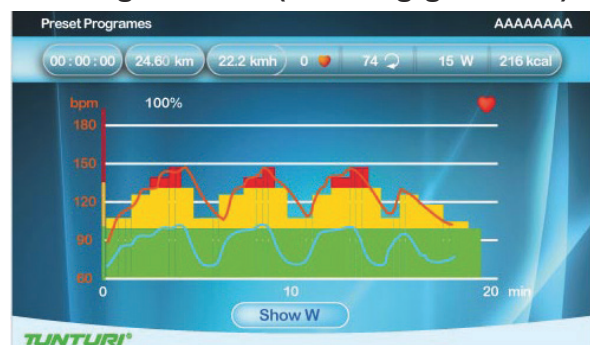 Preset Programes AAAAAAAA
00:00:00 24.60 km 22.2 kmh 0 74 15 W 216 kcal
bpm 100%
180
150
120
90
60
0 10 20 min
Show W
TUNTURI®